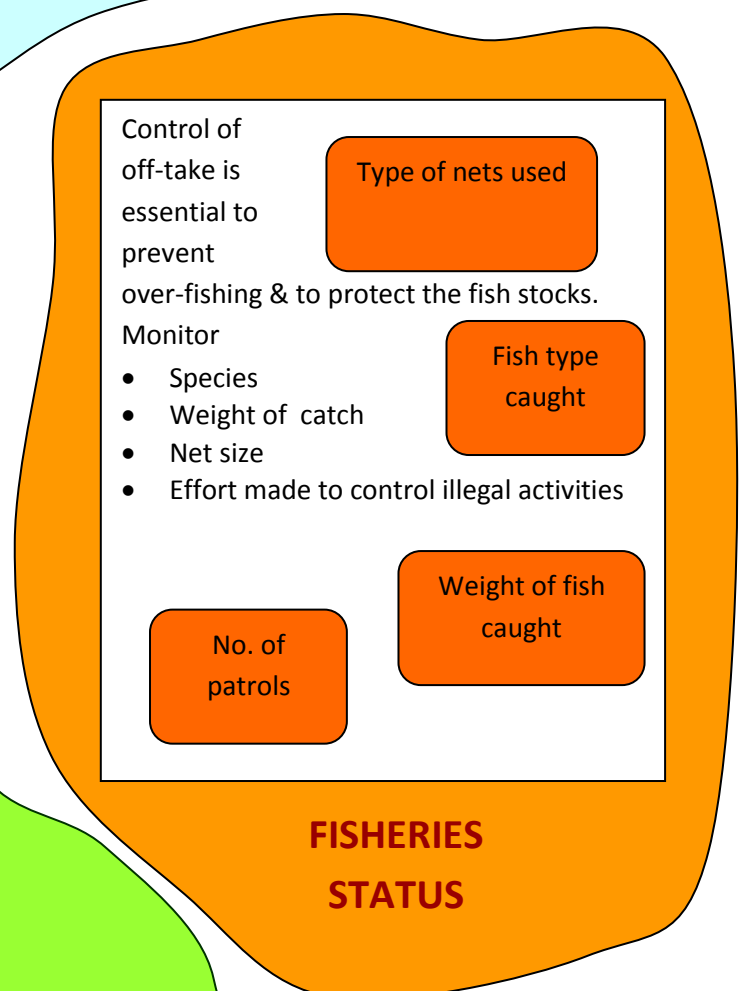 Control of
off-take is
essential to
prevent
over-fishing & to protect the fish stocks.
Monitor
• Species
• Weight of catch
• Net size
• Effort made to control illegal activities
Type of nets used
Fish type
caught
Weight of fish
caught
No. of
patrols
FISHERIES
STATUS